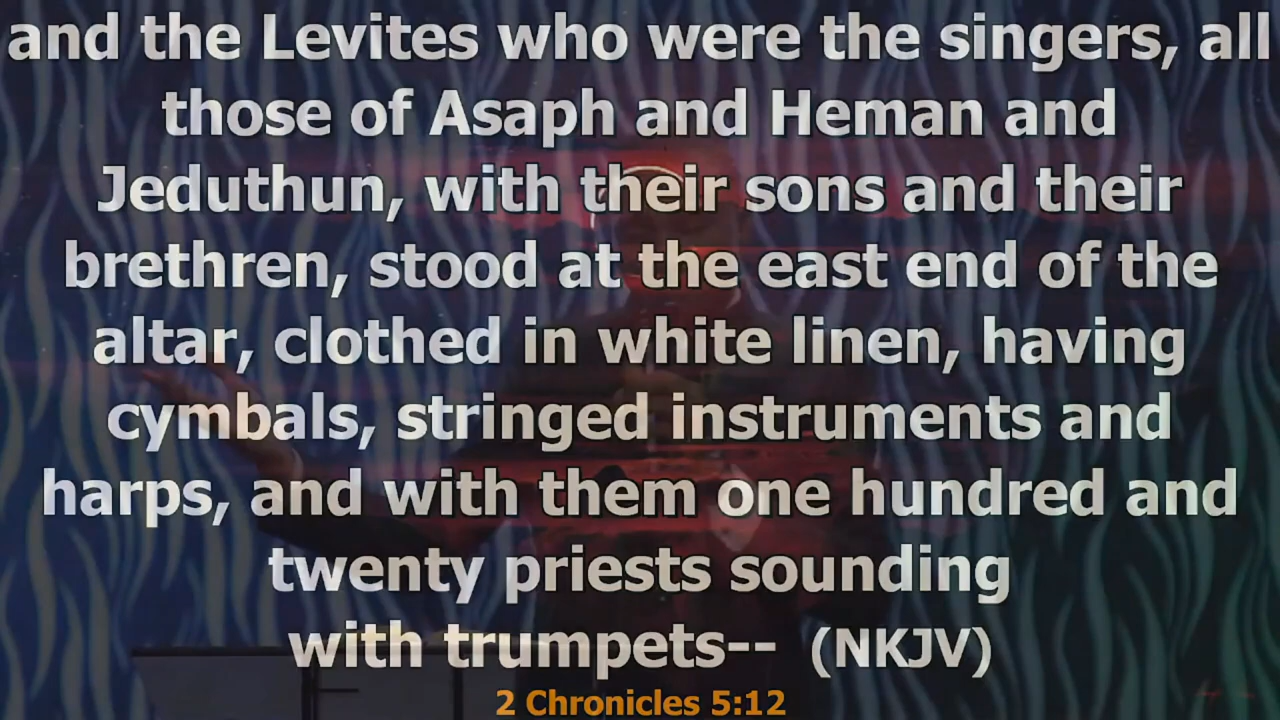 and the Levites who were the singers, all
those of Asaph and Heman and
Jeduthun, with their sons and their
brethren, stood at the east end of the
altar, clothed in white linen, having
cymbals, stringed instruments and
harps, and with them one hundred and
twenty priests sounding
with trumpets-- (NKJV)
2 Chronicles 5:12